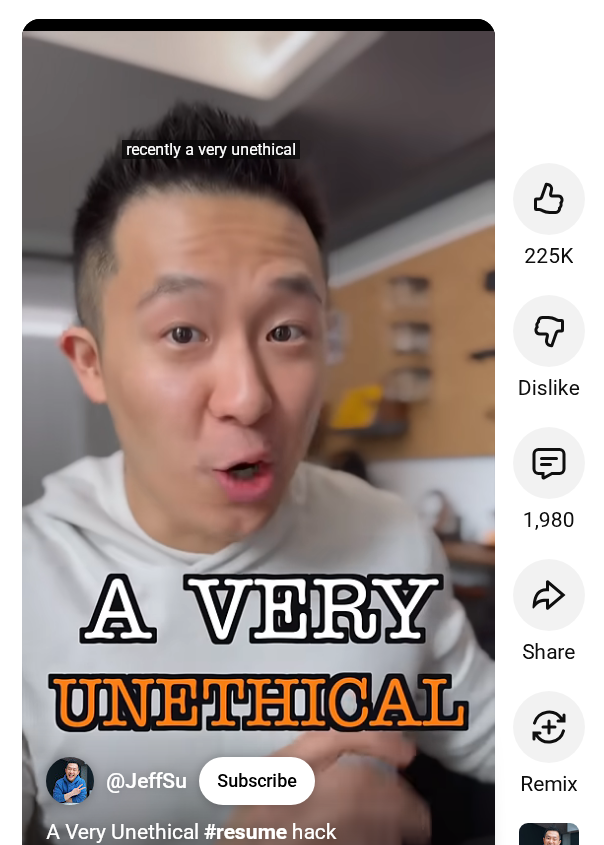 recently a very unethical
A VERY
UNETHICAL
@JeffSu
Subscribe
A Very Unethical #resume hack
225K
Dislike
1,980
Share
Remix